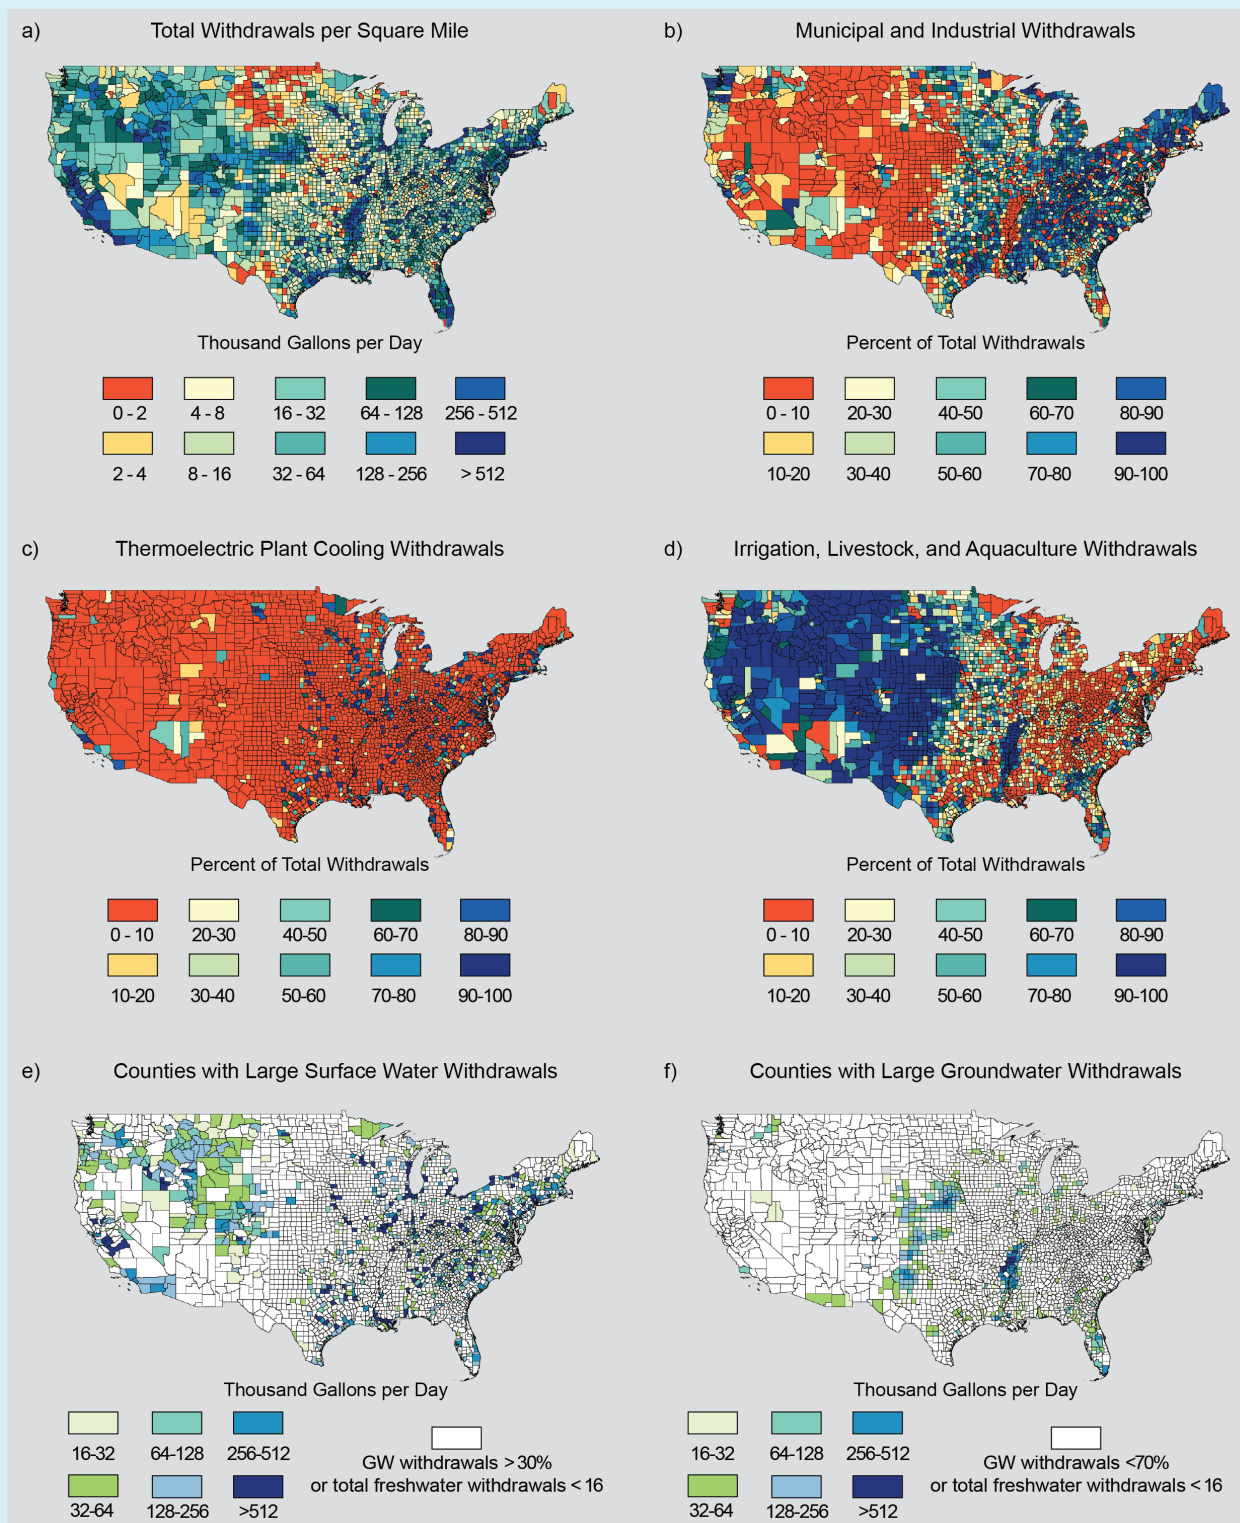 a) Total Withdrawals per Square Mile
Thousand Gallons per Day
0 - 2 4 - 8 16 - 32 64 - 128 256 - 512
2 - 4 8 - 16 32 - 64 128 - 256 > 512
b) Municipal and Industrial Withdrawals
Percent of Total Withdrawals
0 - 10 20-30 40-50 60-70 80-90
10-20 30-40 50-60 70-80 90-100
c) Thermoelectric Plant Cooling Withdrawals
Percent of Total Withdrawals
0 - 10 20-30 40-50 60-70 80-90
10-20 30-40 50-60 70-80 90-100
d) Irrigation, Livestock, and Aquaculture Withdrawals
Percent of Total Withdrawals
0 - 10 20-30 40-50 60-70 80-90
10-20 30-40 50-60 70-80 90-100
e) Counties with Large Surface Water Withdrawals
Thousand Gallons per Day
16-32 64-128 256-512 GW withdrawals >30%
or total freshwater withdrawals <16
32-64 128-256 >512
f) Counties with Large Groundwater Withdrawals
Thousand Gallons per Day
16-32 64-128 256-512 GW withdrawals <70%
or total freshwater withdrawals <16
32-64 128-256 >512